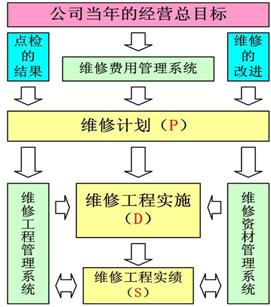 公司当年的经营总目标
点检的结果
维修费用管理系统
维修的改进
维修计划（P）
维修工程管理系统
维修工程实施
（D）
维修资材管理系统
维修工程实绩
（S）